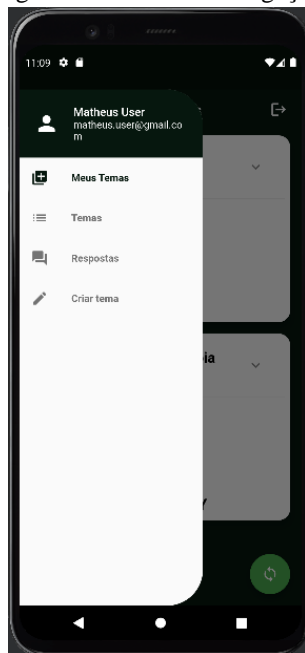 11:09
Matheus User
matheus.user@gmail.co
m
Meus Temas
Temas
Respostas
Criar tema
ia